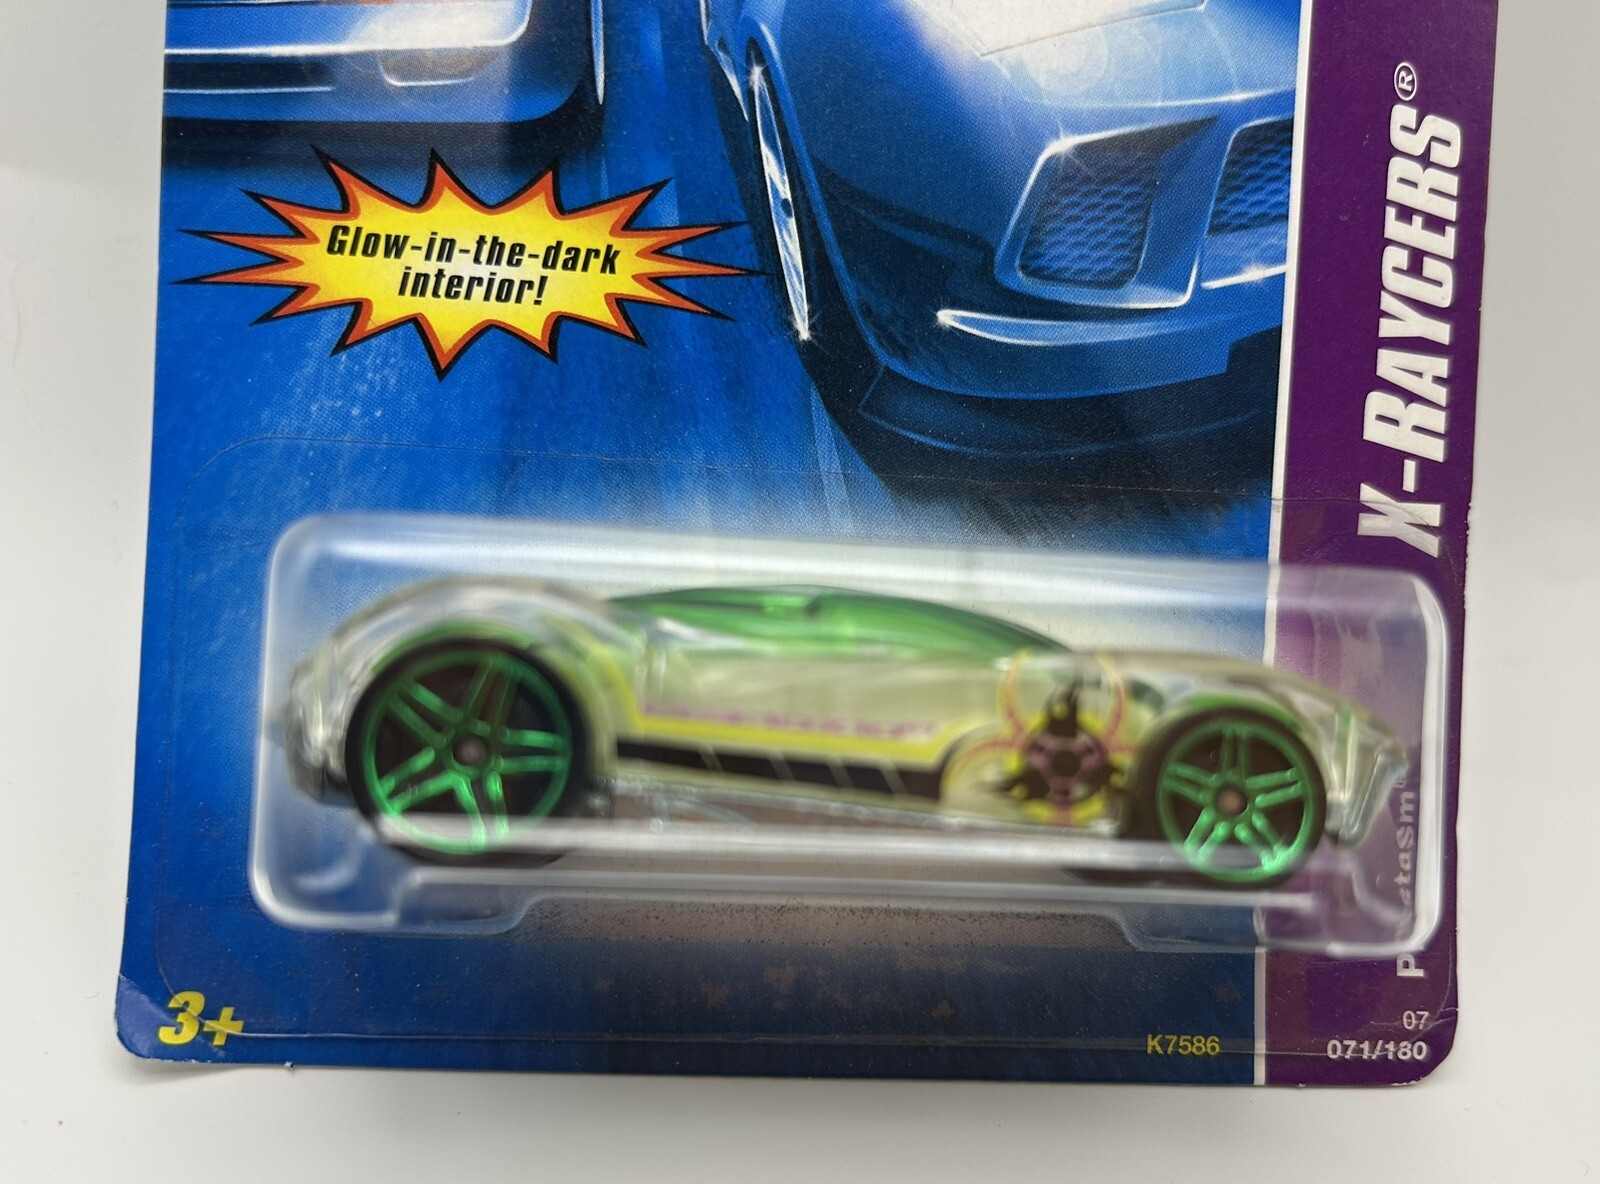 Glow-in-the-dark
interior!
X-RAYCERS®
3+
K7586
07
071/180